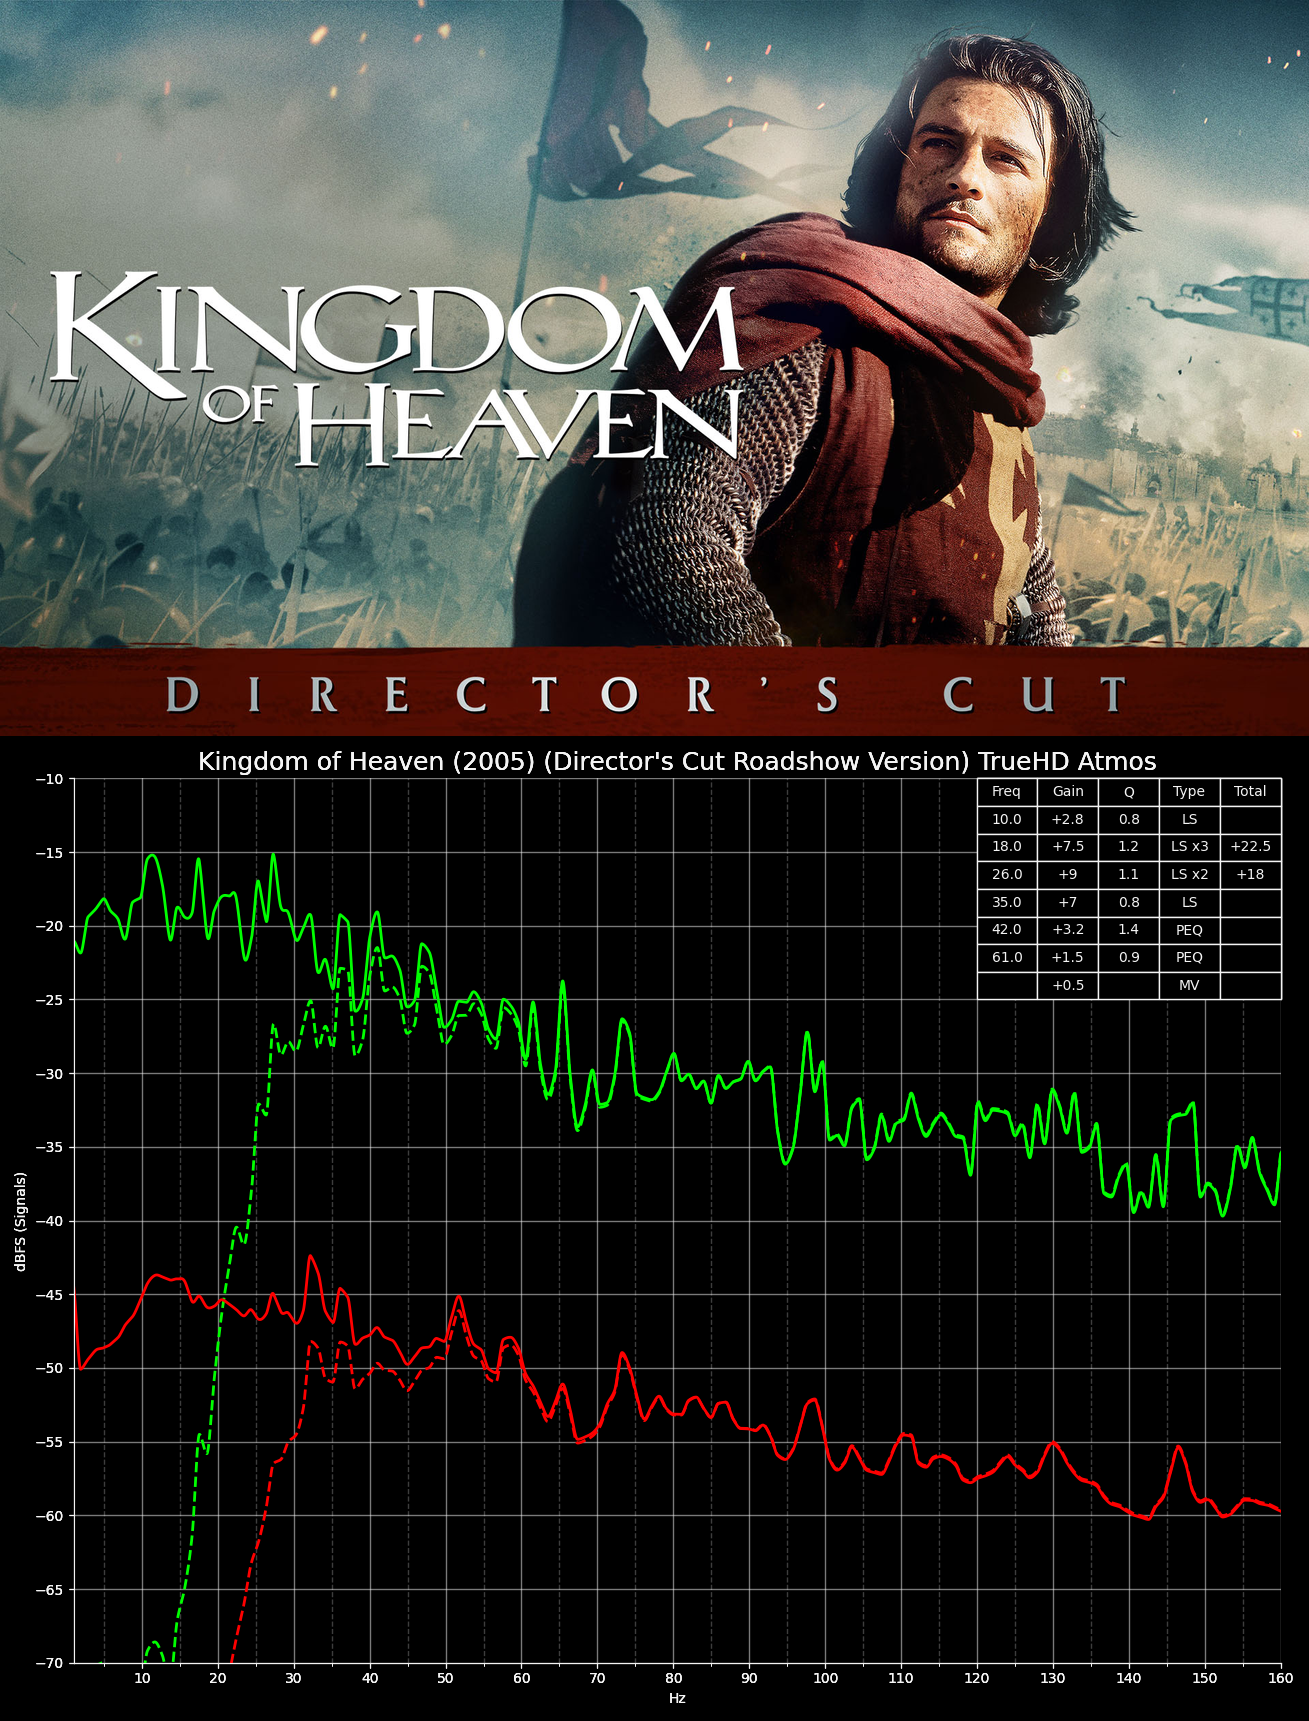 KINGDOM
OF HEAVEN
DIRECTOR'S CUT
Kingdom of Heaven (2005) (Director's Cut Roadshow Version) TrueHD Atmos
Freq Gain Q Type Total
10.0 +2.8 0.8 LS
18.0 +7.5 1.2 LS x3 +22.5
26.0 +9 1.1 LS x2 +18
35.0 +7 0.8 LS
42.0 +3.2 1.4 PEQ
61.0 +1.5 0.9 PEQ
+0.5 MV
−10
−15
−20
−25
−30
−35
−40
−45
−50
−55
−60
−65
−70
dBFS (Signals)
10 20 30 40 50 60 70 80 90 100 110 120 130 140 150 160
Hz